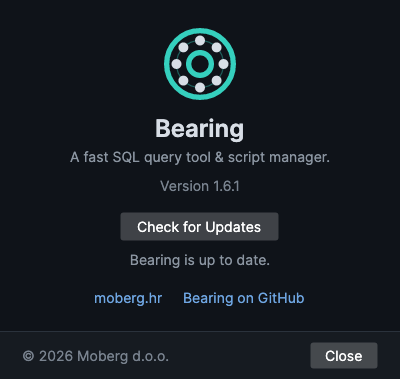 Bearing
A fast SQL query tool & script manager.
Version 1.6.1
Check for Updates
Bearing is up to date.
moberg.hr Bearing on GitHub
© 2026 Moberg d.o.o. Close